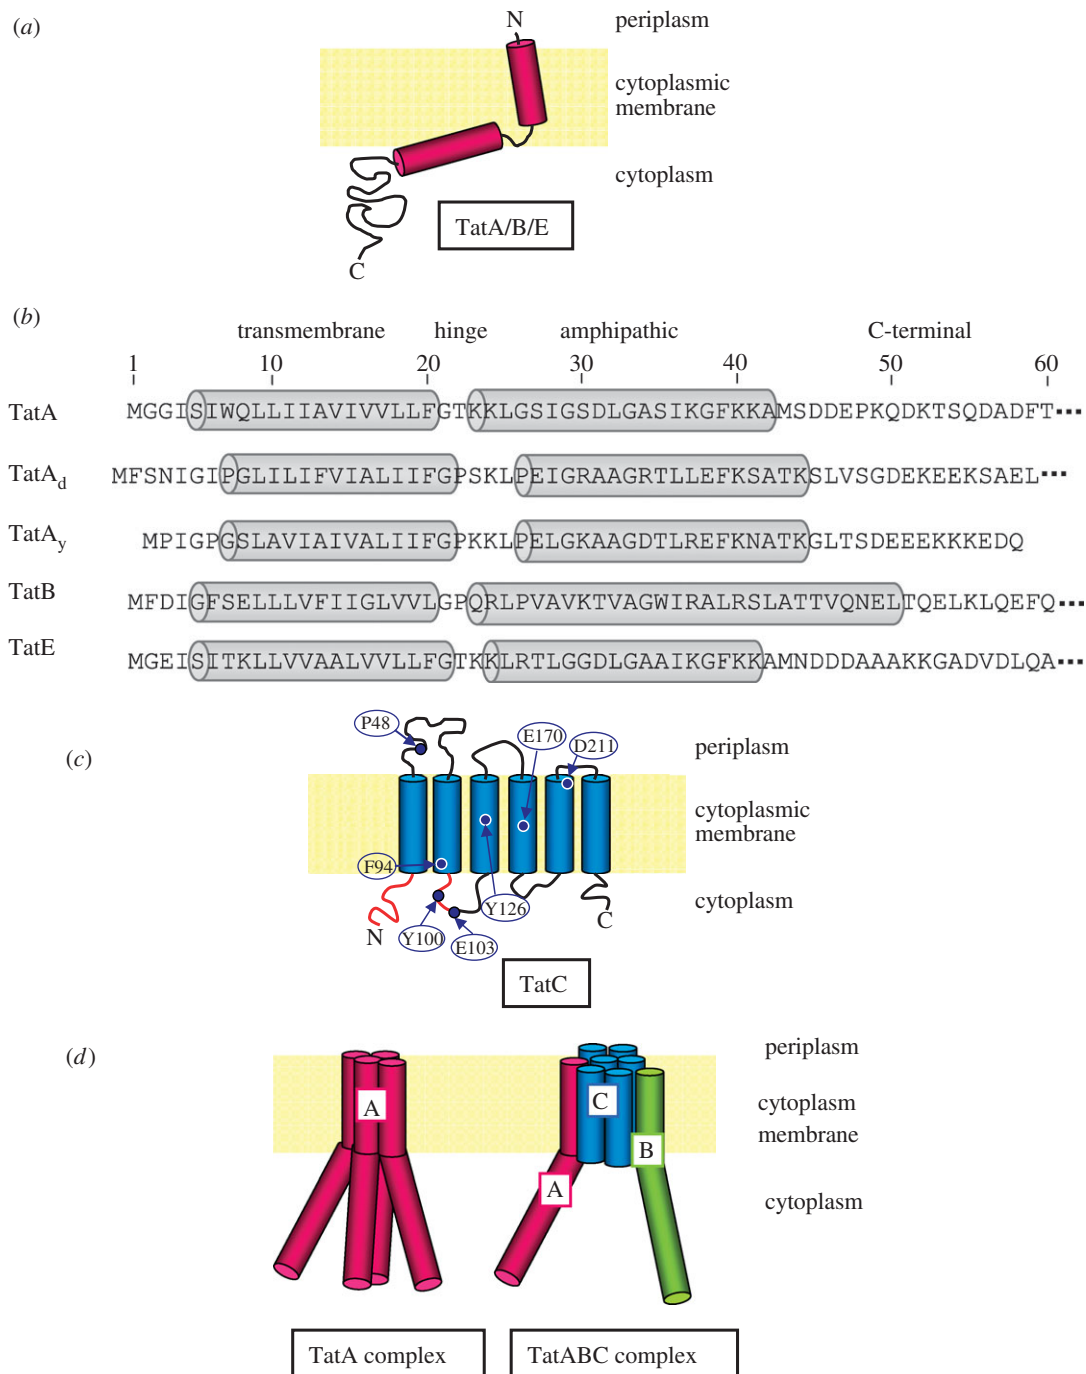 (a)
N
periplasm
cytoplasmic
membrane
cytoplasm
TatA/B/E
C
(b)
transmembrane hinge amphipathic C-terminal
1 10 20 30 40 50 60
TatA MGGISIWQLLIIAVIVVLLFGTKKLGSIGSDLGASIKGFKKAMSDDEPKQDKTSQDADFT...
TatAd MFSNIGIPGLILIFVIALIIFGPSKLPEIGRAAGRTLLEFKSATKSLVSGDEKEEKSAEL...
TatAy MPIGPGSLAVIAIVALIIFGPKKLPELGKAAGDTLREFKNATKGLTSDEEEKKKEDQ
TatB MFDIGFSELLLVFIIGLVVLGPQRLPVAVKTVAGWIRALRSLATTVQNELTQELKLQEFQ...
TatE MGEISITKLLVVAALVVLLFGTKKLRTLGGDLGAAIKGFKKAMNDDDAAAKKGADVDLQA...
(c)
P48
E170
D211
periplasm
cytoplasmic
membrane
F94
Y126
cytoplasm
N
Y100
E103
C
TatC
(d)
periplasm
A
C
cytoplasm
membrane
B
A
cytoplasm
TatA complex
TatABC complex